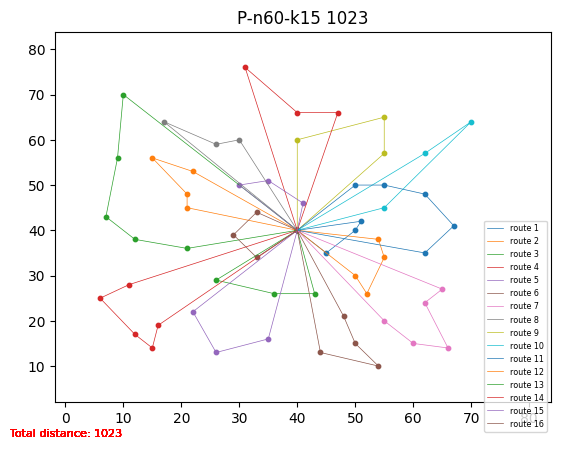 P-n60-k15 1023
80
70
60
50
40
30
20
10
0 10 20 30 40 50 60 70 80
route 1
route 2
route 3
route 4
route 5
route 6
route 7
route 8
route 9
route 10
route 11
route 12
route 13
route 14
route 15
route 16
Total distance: 1023